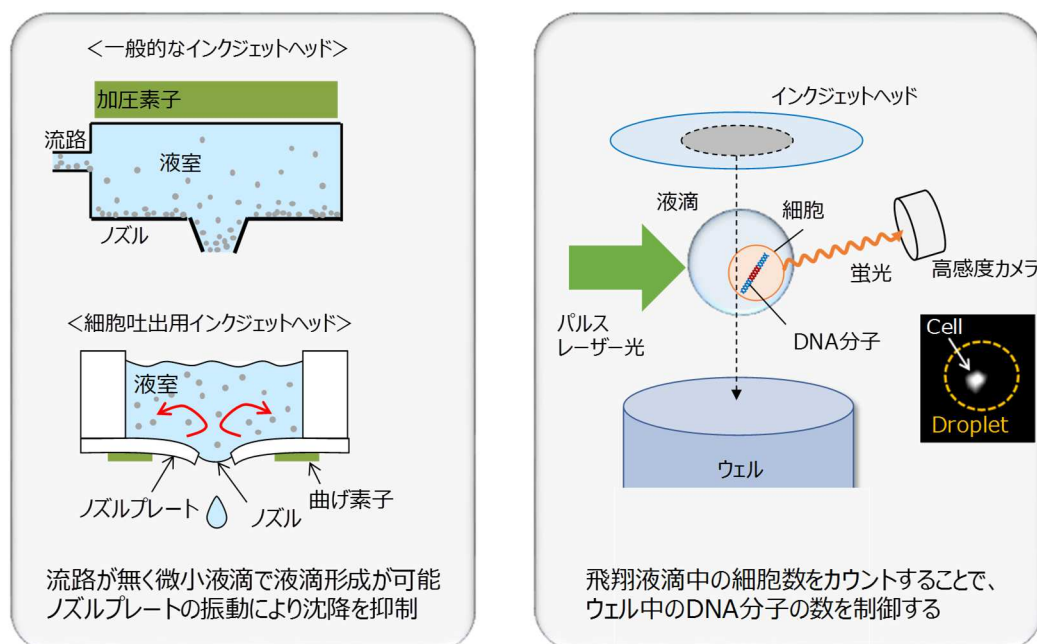 ＜一般的なインクジェットヘッド＞
加圧素子
流路
液室
ノズル
＜細胞吐出用インクジェットヘッド＞
液室
ノズルプレート
ノズル
曲げ素子
流路が無く微小液滴で液滴形成が可能
ノズルプレートの振動により沈降を抑制
インクジェットヘッド
液滴
細胞
蛍光
高感度カメラ
パルス
レーザー光
DNA分子
Cell
Droplet
ウェル
飛翔液滴中の細胞数をカウントすることで、
ウェル中のDNA分子の数を制御する